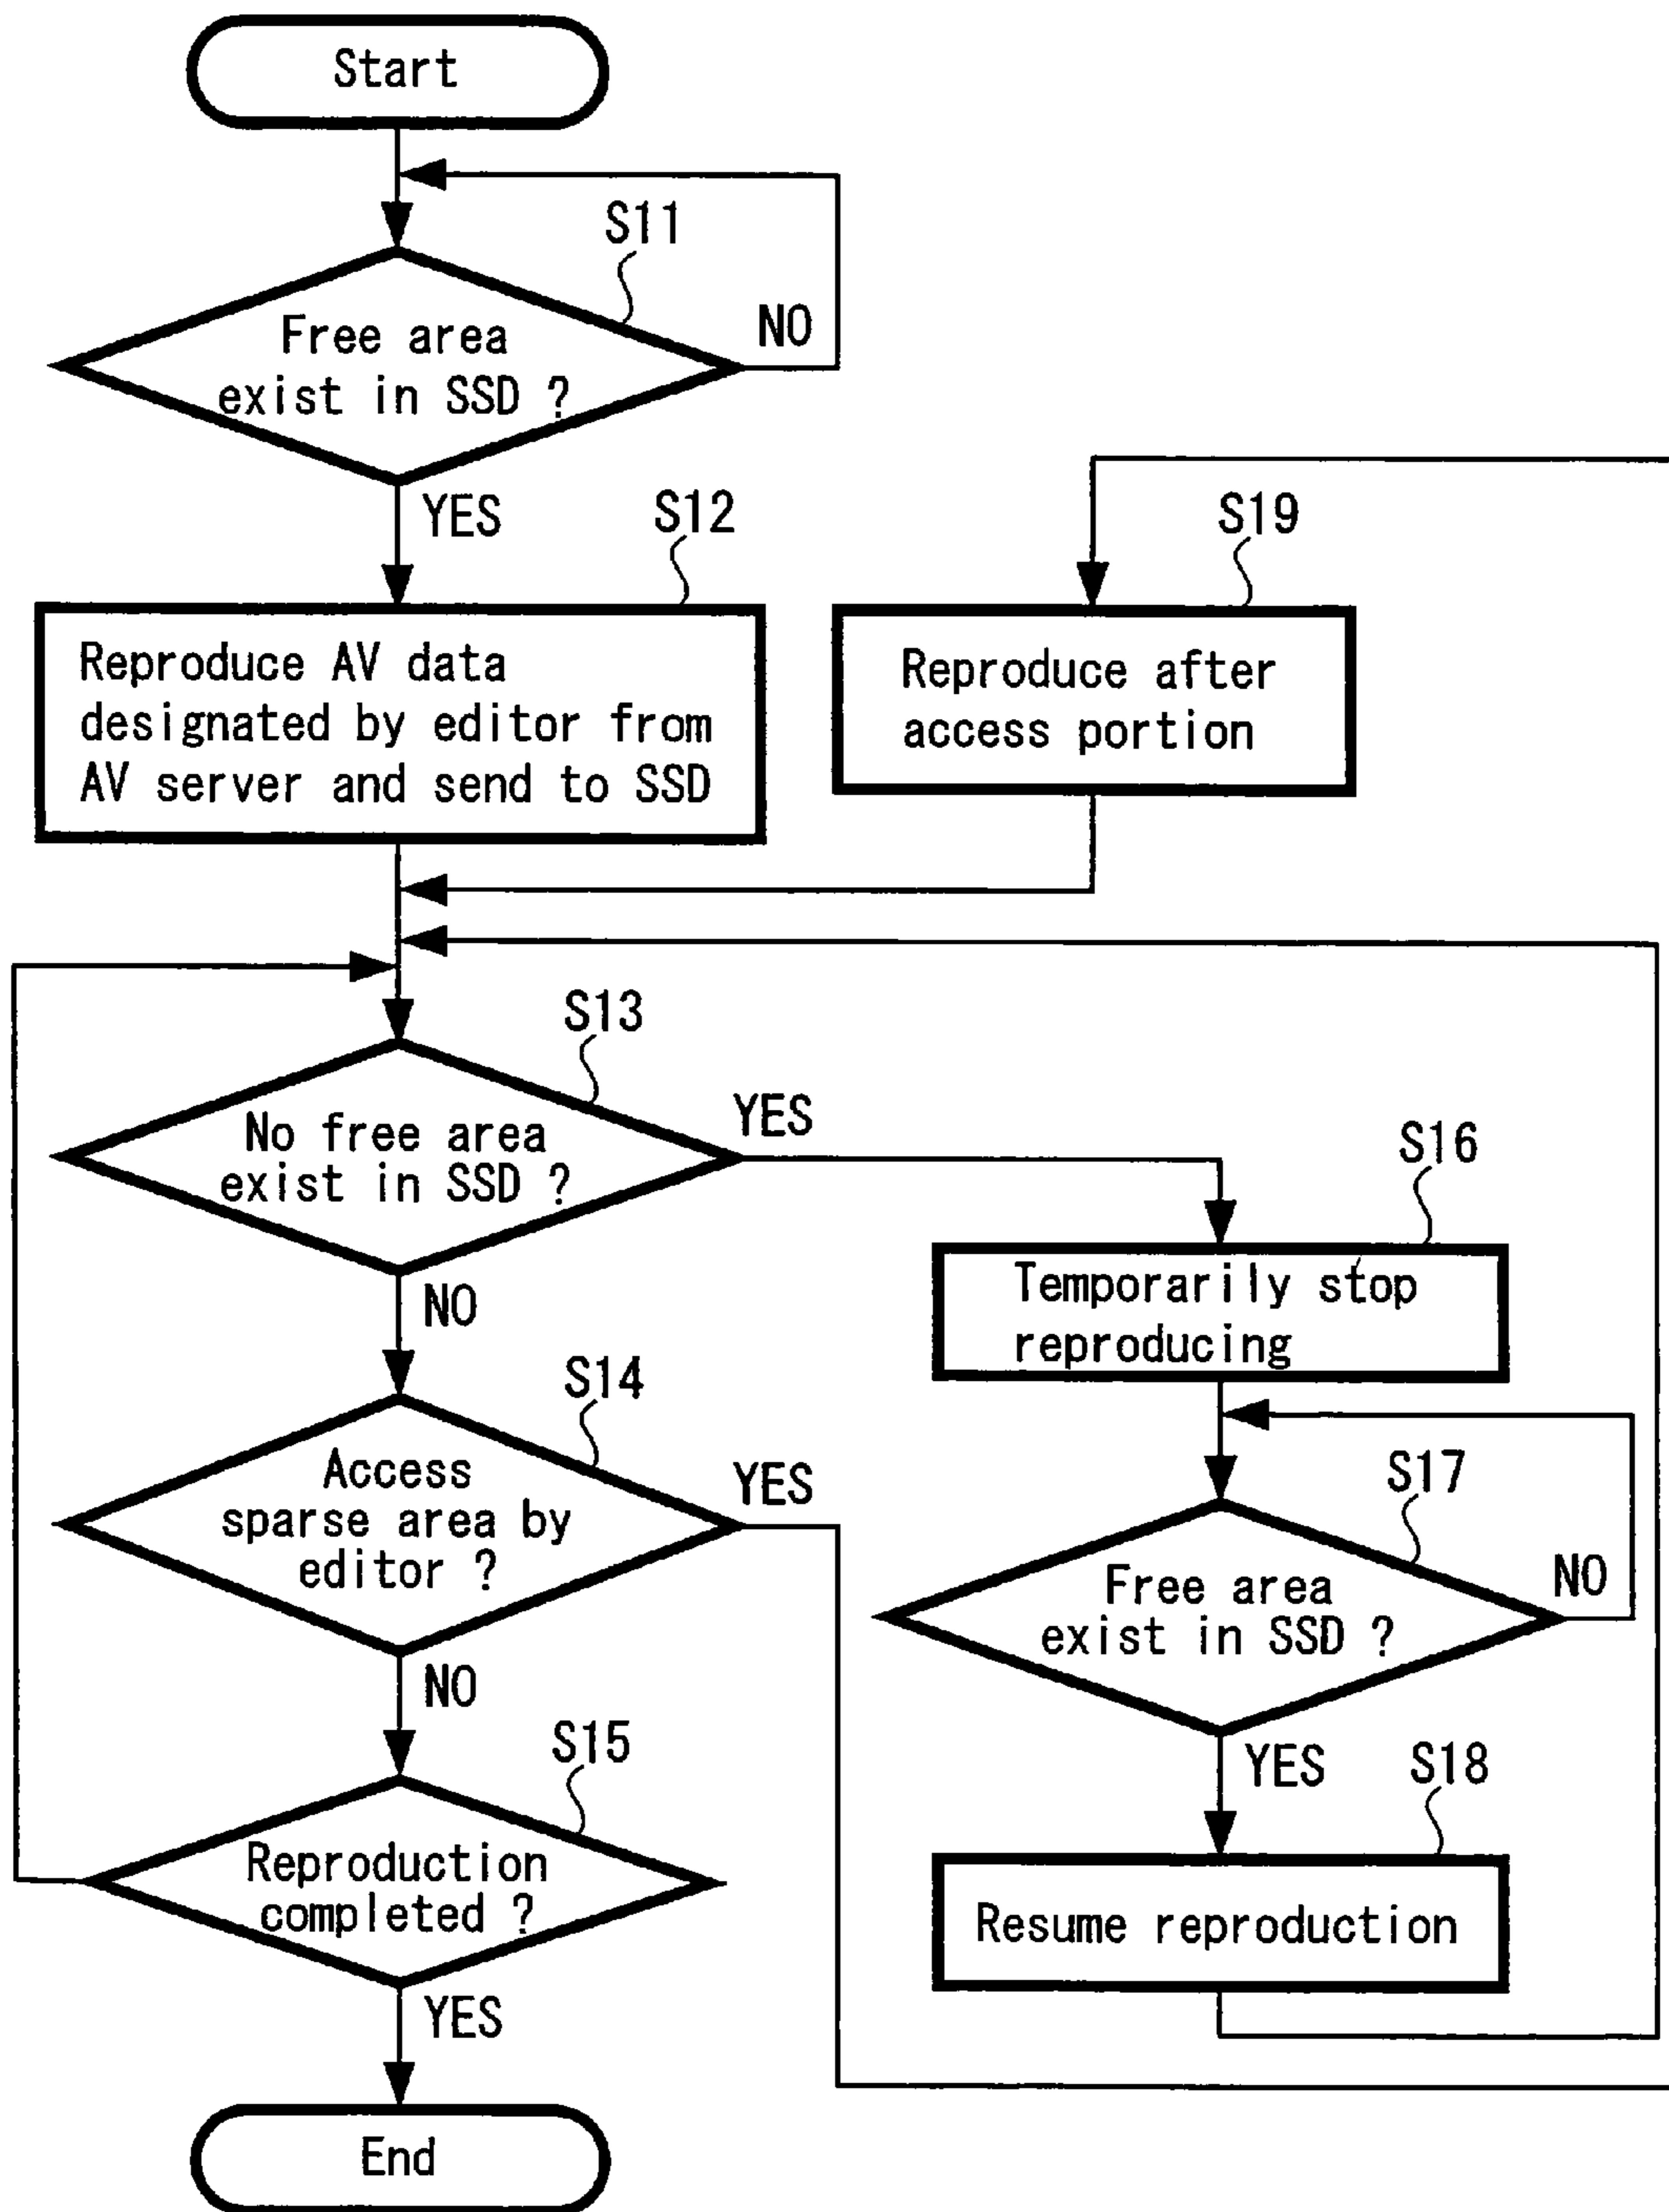 Start
S11
Free area
exist in SSD ?
NO
YES
S12
Reproduce AV data
designated by editor from
AV server and send to SSD
S19
Reproduce after
access portion
S13
No free area
exist in SSD ?
YES
NO
S16
Temporarily stop
reproducing
S14
Access
sparse area by
editor ?
YES
NO
S17
Free area
exist in SSD ?
NO
YES
S15
Reproduction
completed ?
YES
S18
Resume reproduction
End